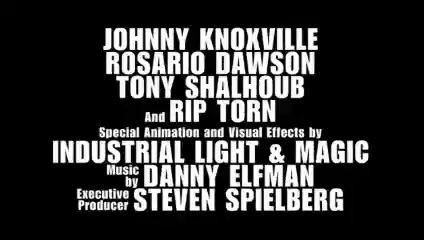 JOHNNY KNOXVILLE
ROSARIO DAWSON
TONY SHALHOUB
And RIP TORN
Special Animation and Visual Effects by
INDUSTRIAL LIGHT & MAGIC
Music by DANNY ELFMAN
Executive Producer STEVEN SPIELBERG